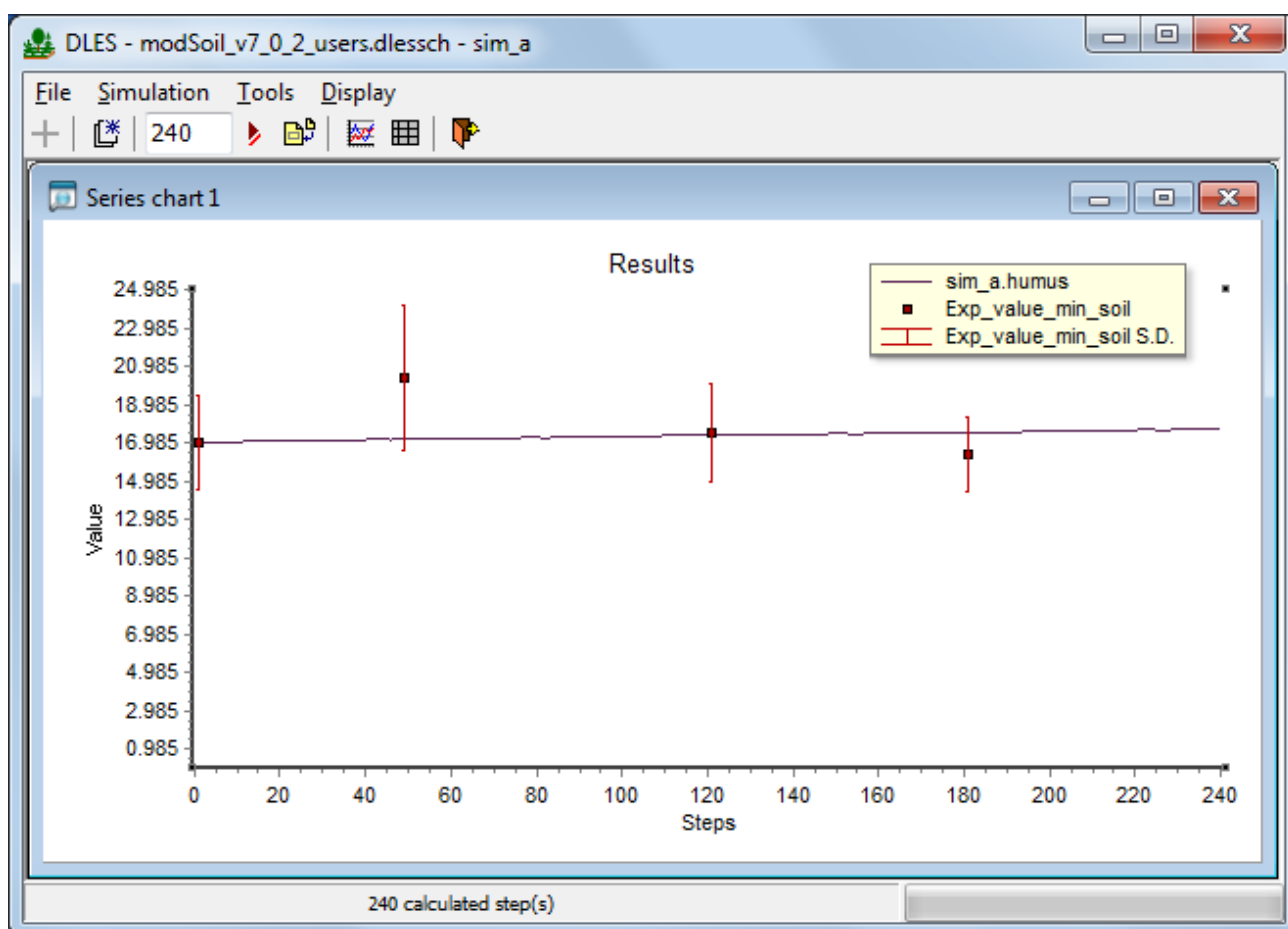 DLES - modSoil_v7_0_2_users.dlessch - sim_a
File Simulation Tools Display
240
Series chart 1
Results
sim_a.humus
Exp_value_min_soil
Exp_value_min_soil S.D.
24.985
22.985
20.985
18.985
16.985
14.985
12.985
10.985
8.985
6.985
4.985
2.985
0.985
Value
0 20 40 60 80 100 120 140 160 180 200 220 240
Steps
240 calculated step(s)